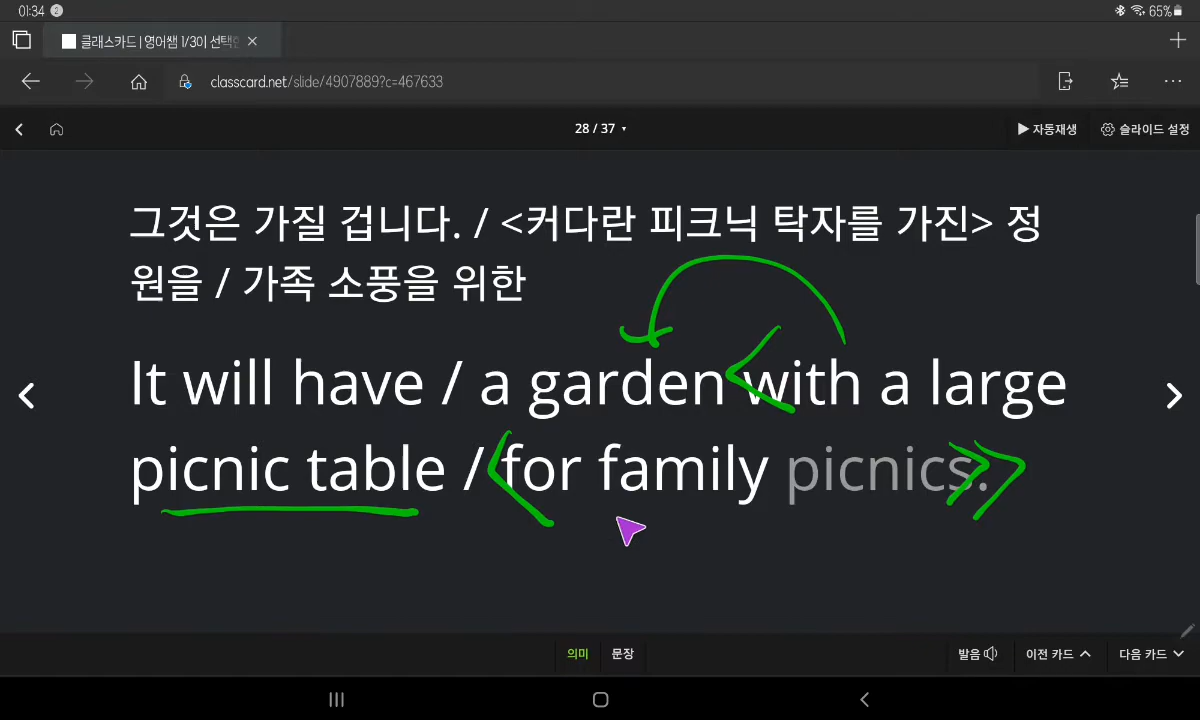 01:34 2 65%
클래스카드 | 영어쌤 1/3이 선택한
classcard.net/slide/4907889?c=467633
28 / 37 자동재생 슬라이드 설정
그것은 가질 겁니다. / <커다란 피크닉 탁자를 가진> 정
원을 / 가족 소풍을 위한
It will have / a garden with a large
picnic table / for family picnics.
의미 문장 발음 이전 카드 다음 카드